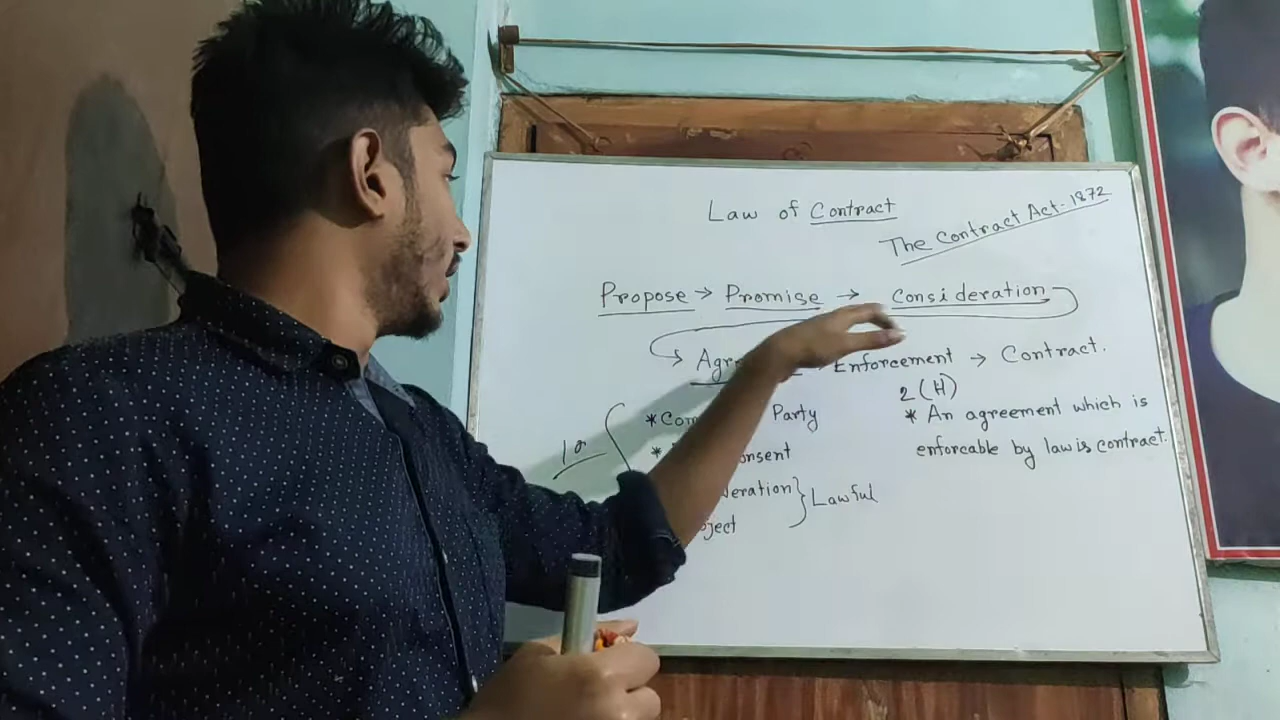 Law of Contract
The Contract Act-1872
Propose → Promise → Consideration
→ Enforcement → Contract.
2(H)
* Party
* An agreement which is
enforcable by law is contract.
10
*
Lawful